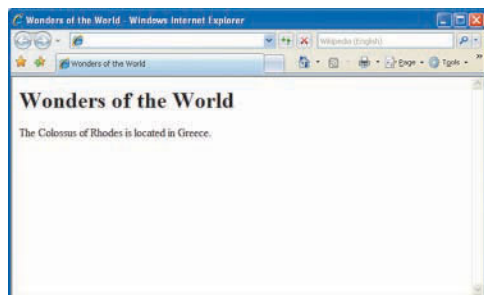 Wonders of the World - Windows Internet Explorer
Wikipedia (English)
Wonders of the World
Page
Tools
Wonders of the World
The Colossus of Rhodes is located in Greece.